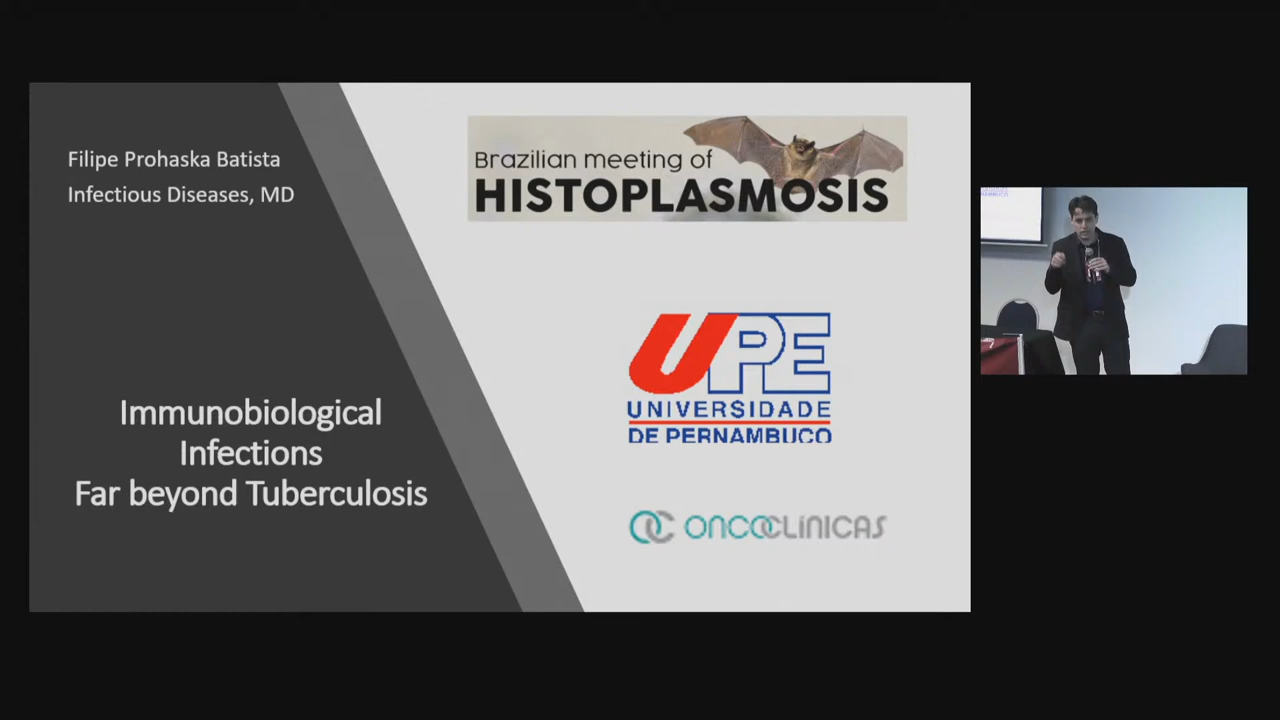 Filipe Prohaska Batista
Infectious Diseases, MD
Immunobiological
Infections
Far beyond Tuberculosis
Brazilian meeting of
HISTOPLASMOSIS
UPE
UNIVERSIDADE
DE PERNAMBUCO
OC ONCOCLÍNICAS